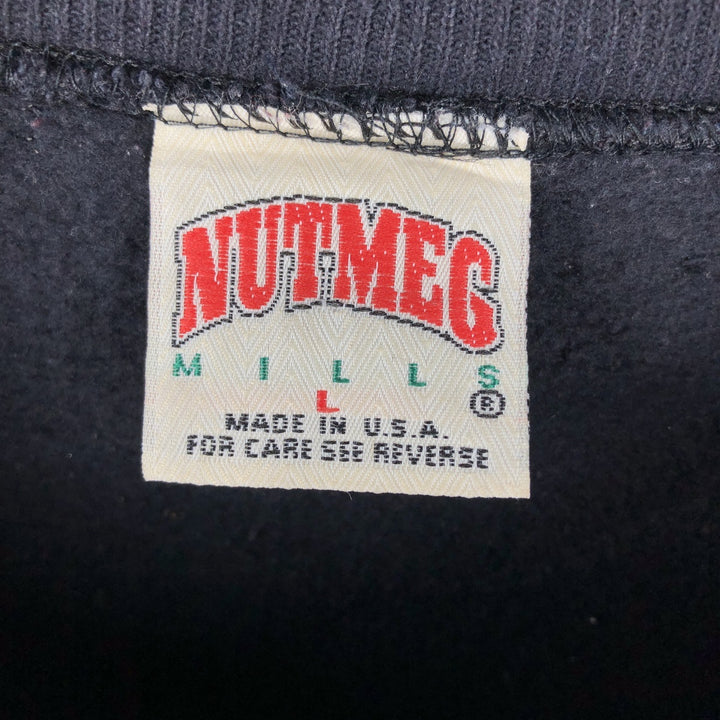 NUTMEG
MILLS
L ®
MADE IN U.S.A.
FOR CARE SEE REVERSE